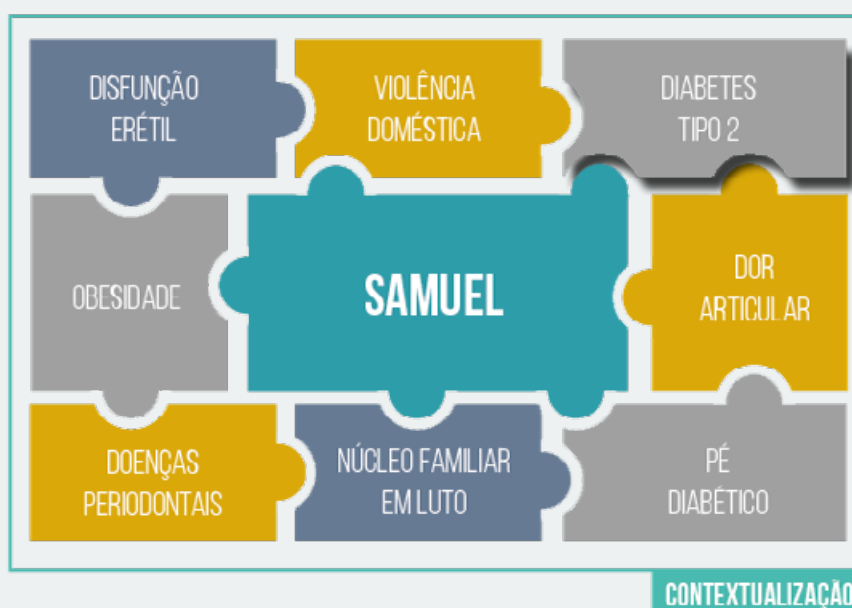 DISFUNÇÃO
ERÉTIL
VIOLÊNCIA
DOMÉSTICA
DIABETES
TIPO 2
OBESIDADE
SAMUEL
DOR
ARTICULAR
DOENÇAS
PERIODONTAIS
NÚCLEO FAMILIAR
EM LUTO
PÉ
DIABÉTICO
CONTEXTUALIZAÇÃO